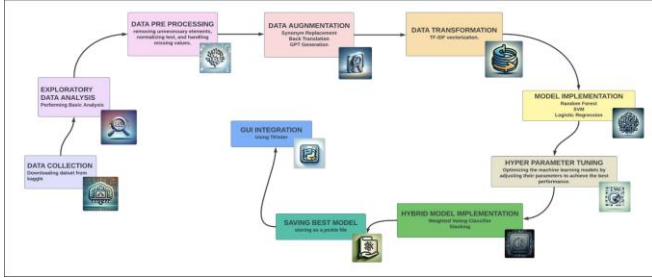 DATA PRE PROCESSING
removing unnecessary elements,
normalizing text, and handling
missing values.
DATA AUGNMENTATION
Synonym Replacement
Back Translation
GPT Generation
DATA TRANSFORMATION
TF-IDF vectorization.
EXPLORATORY
DATA ANALYSIS
Performing Basic Analysis
MODEL IMPLEMENTATION
Random Forest
SVM
Logistic Regression
GUI INTEGRATION
Using TKinter
DATA COLLECTION
Downloading datset from
kaggle
HYPER PARAMETER TUNING
Optimizing the machine learning models by
adjusting their parameters to achieve the best
performance.
SAVING BEST MODEL
storing as a pickle file
HYBRID MODEL IMPLEMENTATION
Weighted Voting Classifier
Stacking